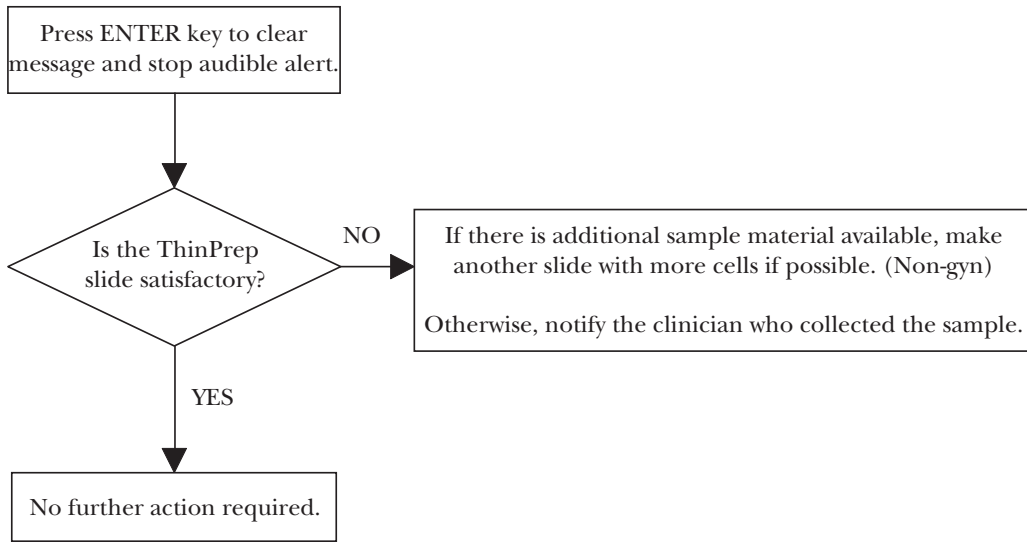 Press ENTER key to clear
message and stop audible alert.
Is the ThinPrep
slide satisfactory?
NO
If there is additional sample material available, make
another slide with more cells if possible. (Non-gyn)
Otherwise, notify the clinician who collected the sample.
YES
No further action required.